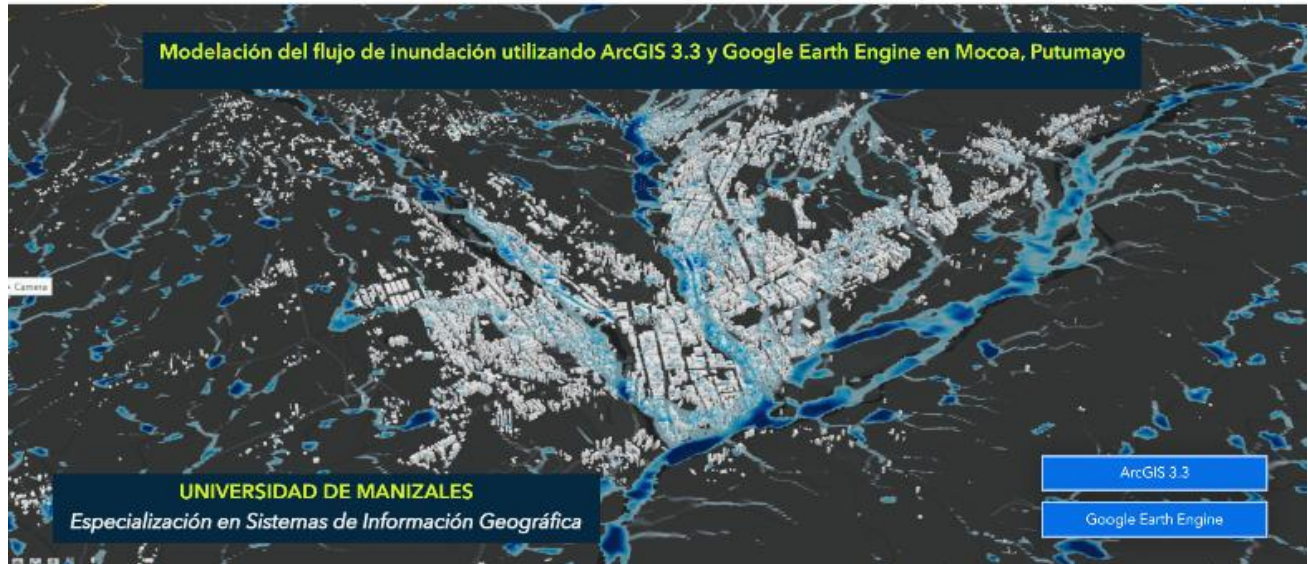 Modelación del flujo de inundación utilizando ArcGIS 3.3 y Google Earth Engine en Mocoa, Putumayo
Camera
UNIVERSIDAD DE MANIZALES
Especialización en Sistemas de Información Geográfica
ArcGIS 3.3
Google Earth Engine